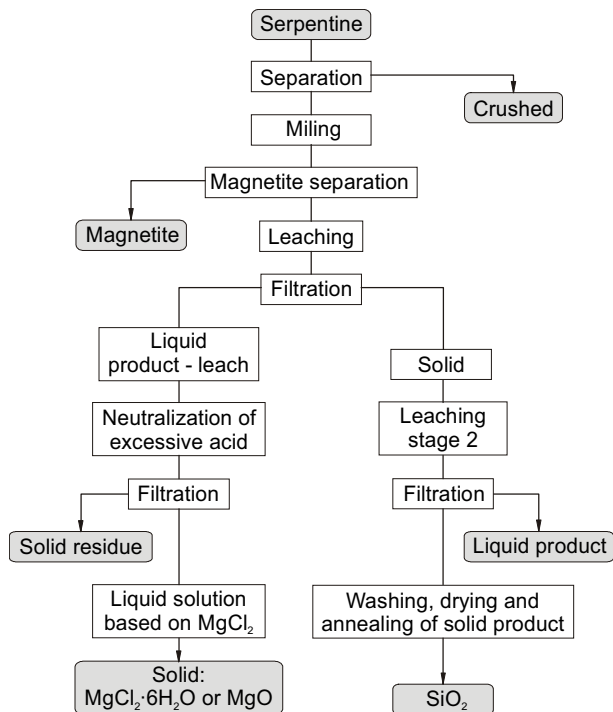 Serpentine
Separation
Crushed
Miling
Magnetite separation
Magnetite
Leaching
Filtration
Liquid
product - leach
Solid
Neutralization of
excessive acid
Leaching
stage 2
Filtration
Filtration
Solid residue
Liquid product
Liquid solution
based on MgCl₂
Washing, drying and
annealing of solid product
Solid:
MgCl₂·6H₂O or MgO
SiO₂